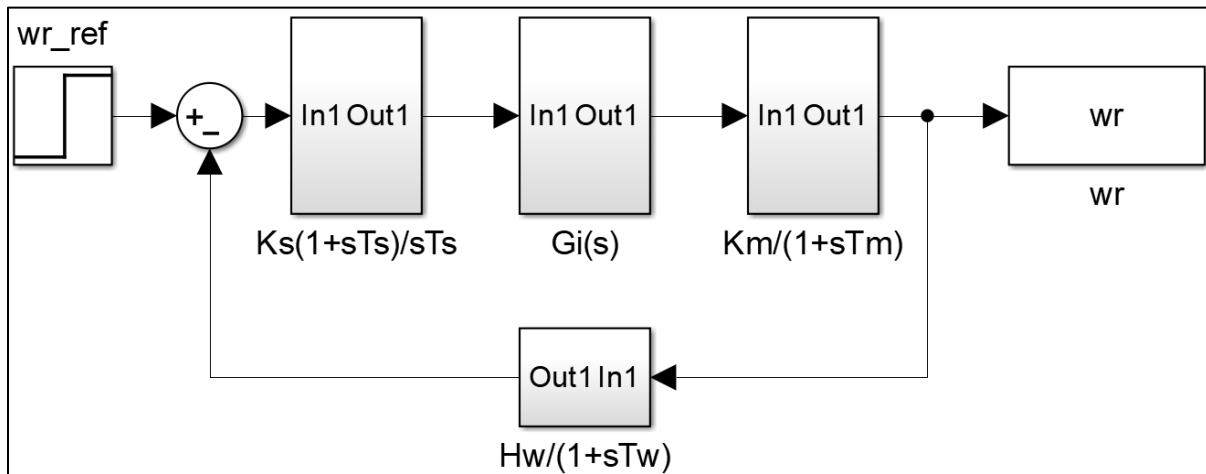 wr_ref
+
–
In1 Out1
In1 Out1
In1 Out1
wr
Ks(1+sTs)/sTs
Gi(s)
Km/(1+sTm)
wr
Out1 In1
Hw/(1+sTw)